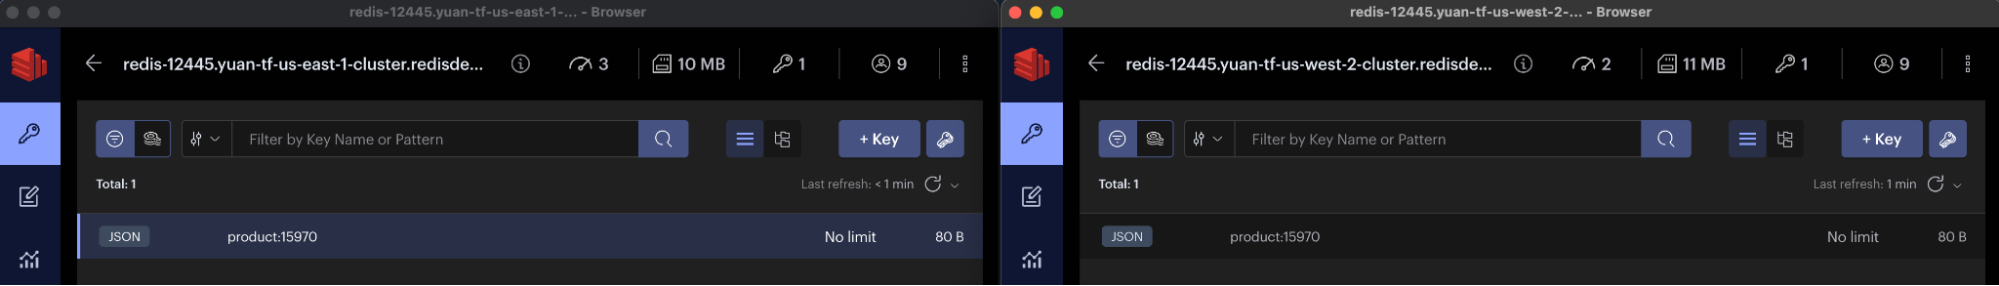 redis-12445.yuan-tf-us-east-1-... - Browser
redis-12445.yuan-tf-us-east-1-cluster.redisde...
3
10 MB
1
9
Filter by Key Name or Pattern
+ Key
Total: 1
Last refresh: < 1 min
JSON
product:15970
No limit
80 B
redis-12445.yuan-tf-us-west-2-... - Browser
redis-12445.yuan-tf-us-west-2-cluster.redisde...
2
11 MB
1
9
Filter by Key Name or Pattern
+ Key
Total: 1
Last refresh: 1 min
JSON
product:15970
No limit
80 B